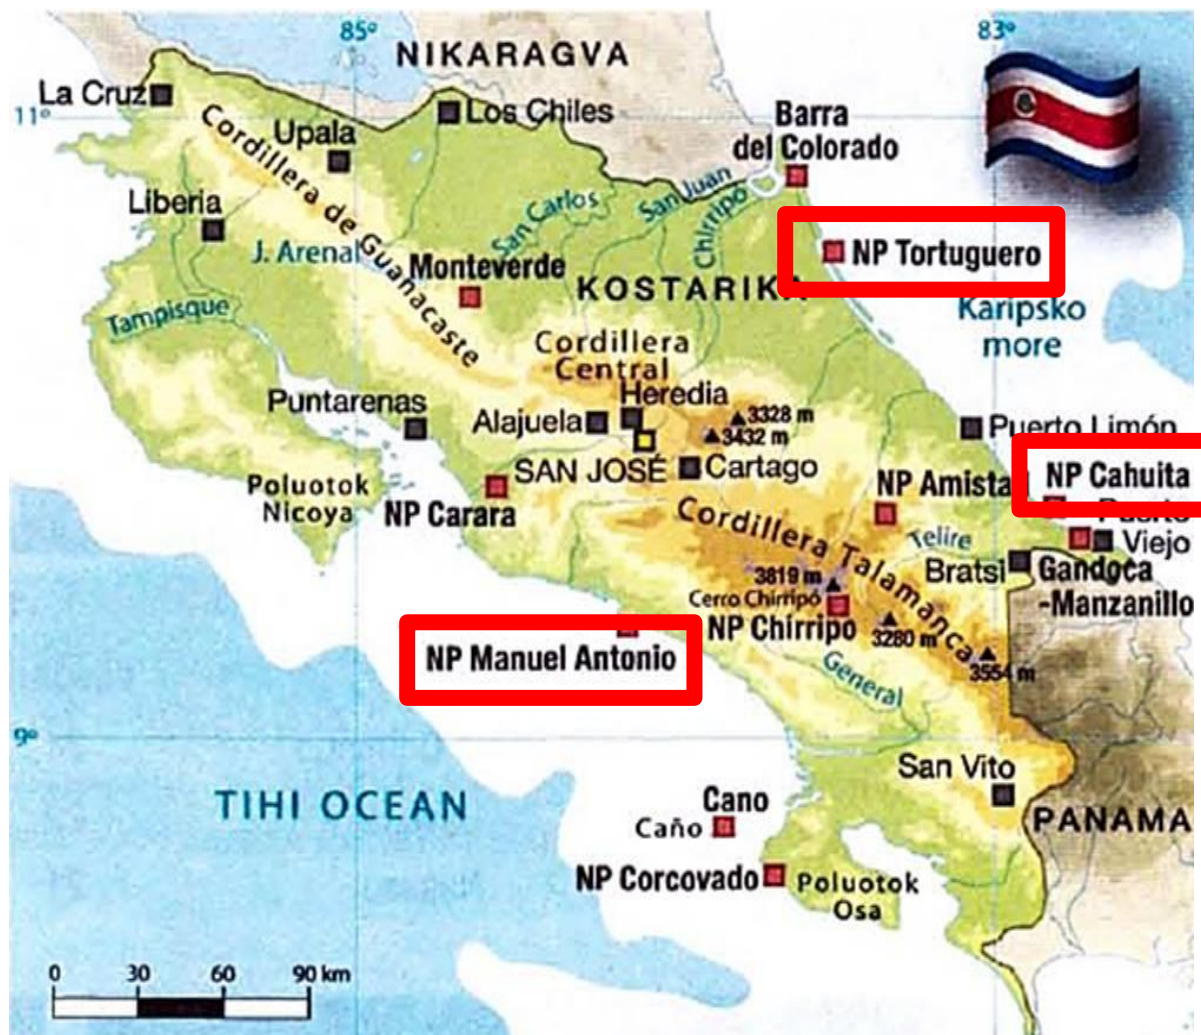 85°
83°
NIKARAGVA
La Cruz
11°
Los Chiles
Barra
del Colorado
Upala
Cordillera de Guanacaste
San Juan
Chirripó
San Carlos
Liberia
J. Arenal
NP Tortuguero
Monteverde
KOSTARIKA
Tampisque
Karipsko
more
Cordillera
Central
Puntarenas
Heredia
Alajuela
3328 m
3432 m
Puerto Limón
SAN JOSÉ
Cartago
NP Cahuita
Poluotok
Nicoya
NP Carara
NP Amista
Cordillera Talamanca
Telire
Viejo
Bratsi
Gandoca
-Manzanillo
3819 m
Cerro Chirripó
NP Chirripo
3280 m
NP Manuel Antonio
General
3554 m
9°
San Vito
TIHI OCEAN
Cano
Caño
PANAMA
NP Corcovado
Poluotok
Osa
0 30 60 90 km